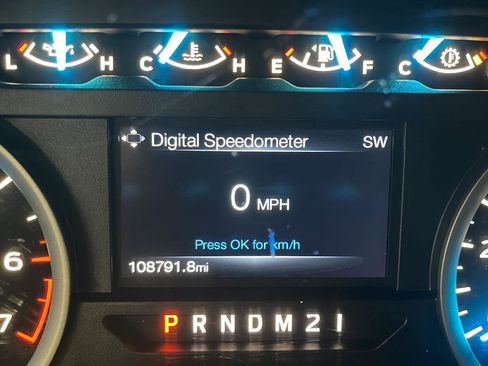 L H C H E F C
Digital Speedometer SW
0 MPH
Press OK for km/h
108791.8mi
6
7
P R N D M 2 1